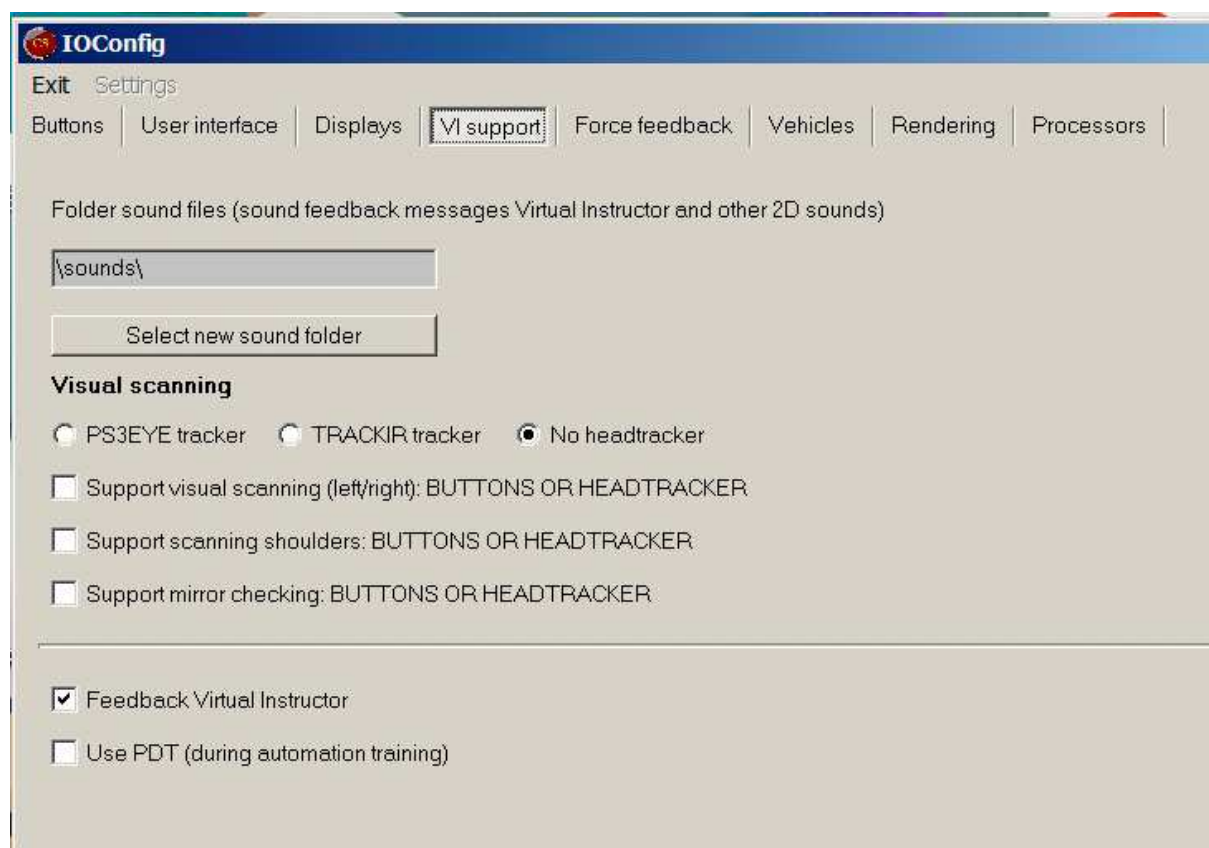 CS IOConfig
Exit Settings
Buttons User interface Displays VI support Force feedback Vehicles Rendering Processors
Folder sound files (sound feedback messages Virtual Instructor and other 2D sounds)
\sounds\
Select new sound folder
Visual scanning
PS3EYE tracker TRACKIR tracker No headtracker
Support visual scanning (left/right): BUTTONS OR HEADTRACKER
Support scanning shoulders: BUTTONS OR HEADTRACKER
Support mirror checking: BUTTONS OR HEADTRACKER
Feedback Virtual Instructor
Use PDT (during automation training)